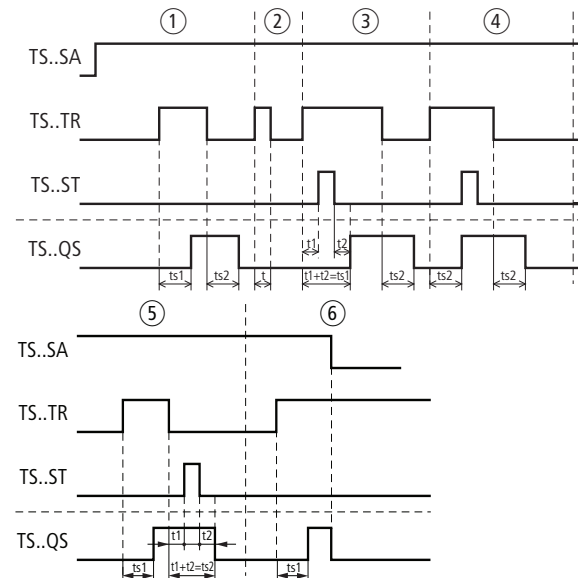 ① ② ③ ④
TS..SA
TS..TR
TS..ST
t1 t2
TS..QS
ts1 ts2 t t1+t2=ts1 ts2 ts2 ts2
⑤ ⑥
TS..SA
TS..TR
TS..ST
TS..QS
t1 t2
ts1 t1+t2=ts2 ts1